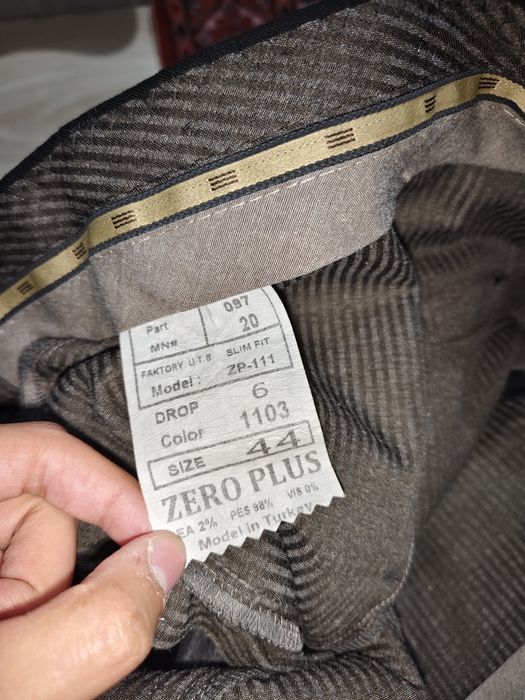 Part 097
MN# 20
FAKTORY U.T.S SLIM FIT
Model : ZP-111
DROP 6
Color 1103
SIZE 44
ZERO PLUS
EA 2% PES 98% VIS 0%
Model in Turkey